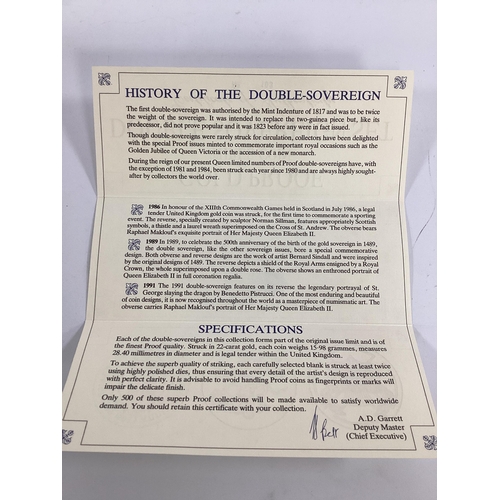 HISTORY OF THE DOUBLE-SOVEREIGN
The first double-sovereign was authorised by the Mint Indenture of 1817 and was to be twice
the weight of the sovereign. It was intended to replace the two-guinea piece but, like its
predecessor, did not prove popular and it was 1823 before any were in fact issued.
Though double-sovereigns were rarely struck for circulation, collectors have been delighted
with the special Proof issues minted to commemorate important royal occasions such as the
Golden Jubilee of Queen Victoria or the accession of a new monarch.
During the reign of our present Queen limited numbers of Proof double-sovereigns have, with
the exception of 1981 and 1984, been struck each year since 1980 and are always highly sought-
after by collectors the world over.
1986 In honour of the XIIIth Commonwealth Games held in Scotland in July 1986, a legal
tender United Kingdom gold coin was struck, for the first time to commemorate a sporting
event. The reverse, specially created by sculptor Norman Sillman, features appropriately Scottish
symbols, a thistle and a laurel wreath superimposed on the Cross of St. Andrew. The obverse bears
Raphael Maklouf's exquisite portrait of Her Majesty Queen Elizabeth II.
1989 In 1989, to celebrate the 500th anniversary of the birth of the gold sovereign in 1489,
the double sovereign, like the other sovereign issues, bore a special commemorative
design. Both obverse and reverse designs are the work of artist Bernard Sindall and were inspired
by the original designs of 1489. The reverse depicts a shield of the Royal Arms ensigned by a Royal
Crown, the whole superimposed upon a double rose. The obverse shows an enthroned portrait of
Queen Elizabeth II in full coronation regalia.
1991 The 1991 double-sovereign features on its reverse the legendary portrayal of St.
George slaying the dragon by Benedetto Pistrucci. One of the most enduring and beautiful
of coin designs, it is now recognised throughout the world as a masterpiece of numismatic art. The
obverse carries Raphael Maklouf's portrait of Her Majesty Queen Elizabeth II.
SPECIFICATIONS
Each of the double-sovereigns in this collection forms part of the original issue limit and is of
the finest Proof quality. Struck in 22-carat gold, each coin weighs 15·98 grammes, measures
28.40 millimetres in diameter and is legal tender within the United Kingdom.
To achieve the superb quality of striking, each carefully selected blank is struck at least twice
using highly polished dies, thus ensuring that every detail of the artist's design is reproduced
with perfect clarity. It is advisable to avoid handling Proof coins as fingerprints or marks will
impair the delicate finish.
Only 500 of these superb Proof collections will be made available to satisfy worldwide
demand. You should retain this certificate with your collection.
A.D. Garrett
Deputy Master
(Chief Executive)